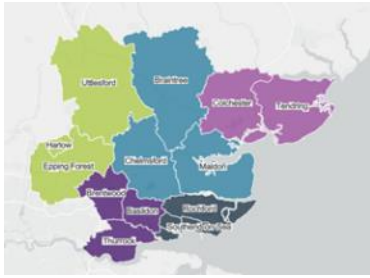 Uttlesford
Braintree
Colchester
Tendring
Harlow
Epping Forest
Chelmsford
Maldon
Brentwood
Basildon
Rochford
Southend-on-Sea
Thurrock